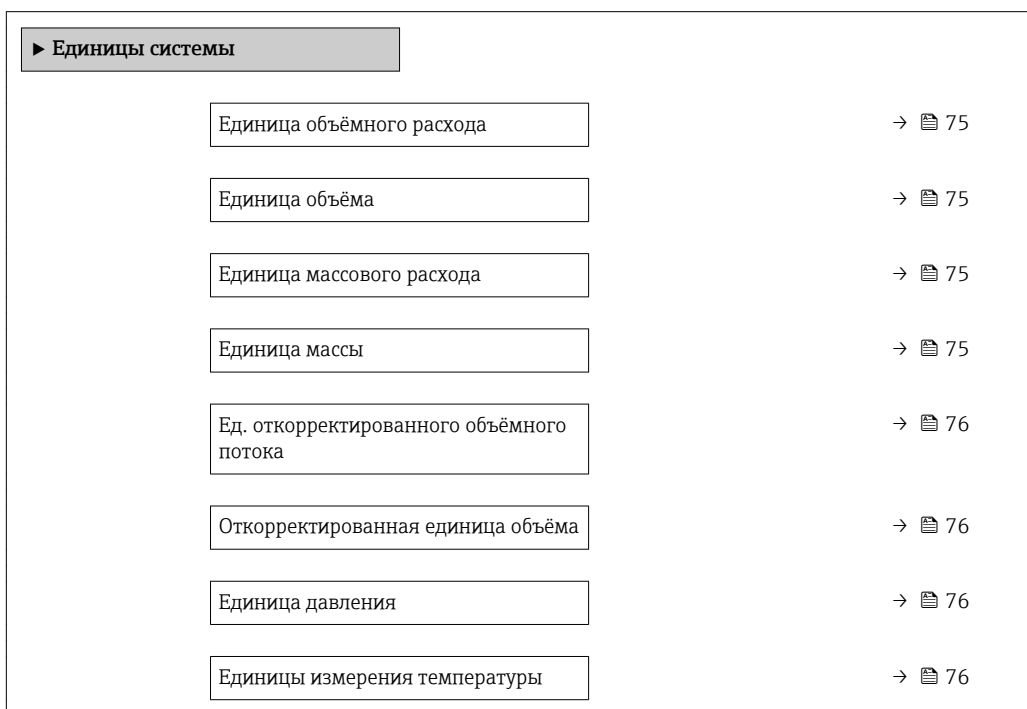 ► Единицы системы
Единица объёмного расхода → 75
Единица объёма → 75
Единица массового расхода → 75
Единица массы → 75
Ед. откорректированного объёмного → 76
потока
Откорректированная единица объёма → 76
Единица давления → 76
Единицы измерения температуры → 76